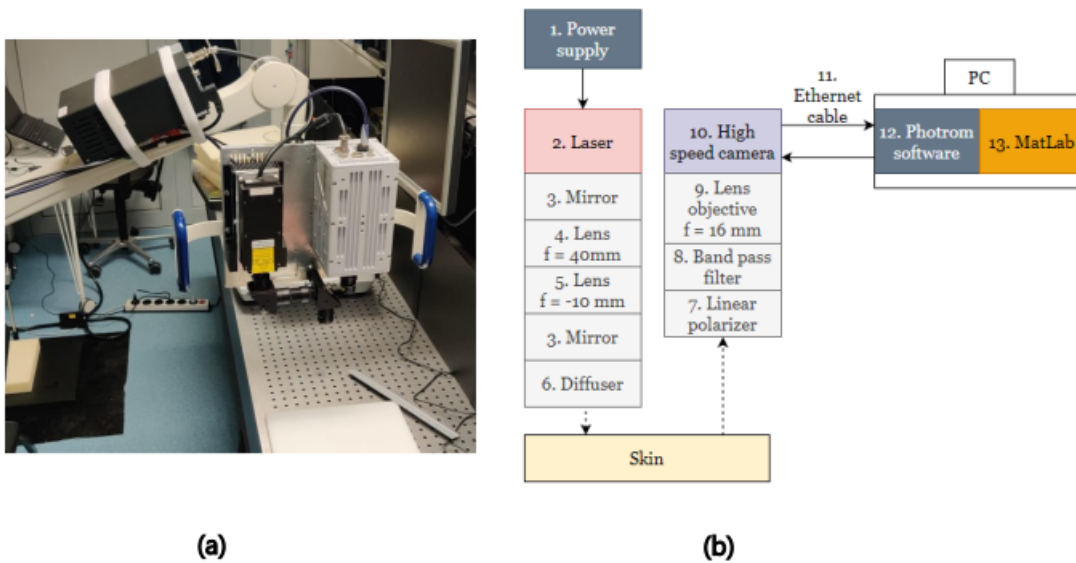 1. Power
supply
2. Laser
3. Mirror
4. Lens
f = 40mm
5. Lens
f = -10 mm
3. Mirror
6. Diffuser
10. High
speed camera
9. Lens
objective
f = 16 mm
8. Band pass
filter
7. Linear
polarizer
11.
Ethernet
cable
PC
12. Photrom
software
13. MatLab
Skin
(a)
(b)